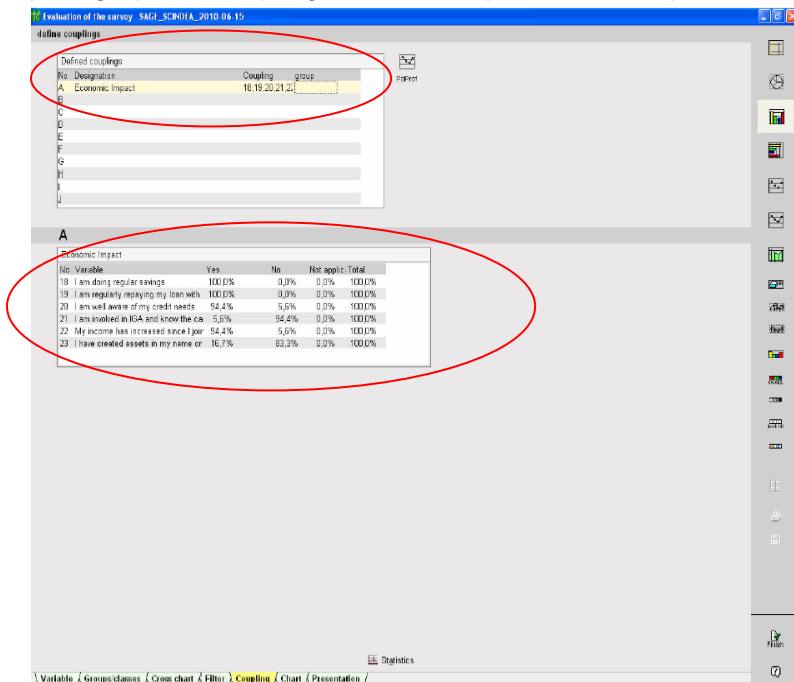 Evaluation of the survey SAGE_SCINDEA_2010-06-15
define couplings
Defined couplings
No Designation Coupling group
A Economic Impact 18;19,20,21,22
B
C
D
E
F
G
H
I
J
PolProf
A
Economic Impact
No Variable Yes No Not applic. Total
18 I am doing regular savings 100,0% 0,0% 0,0% 100,0%
19 I am regularly repaying my loan with 100,0% 0,0% 0,0% 100,0%
20 I am well aware of my credit needs 94,4% 5,6% 0,0% 100,0%
21 I am involved in IGA and know the ca 5,6% 94,4% 0,0% 100,0%
22 My income has increased since I joir 94,4% 5,6% 0,0% 100,0%
23 I have created assets in my name or 16,7% 83,3% 0,0% 100,0%
Statistics
Finish
Variable / Groups/classes / Cross chart / Filter / Coupling / Chart / Presentation /